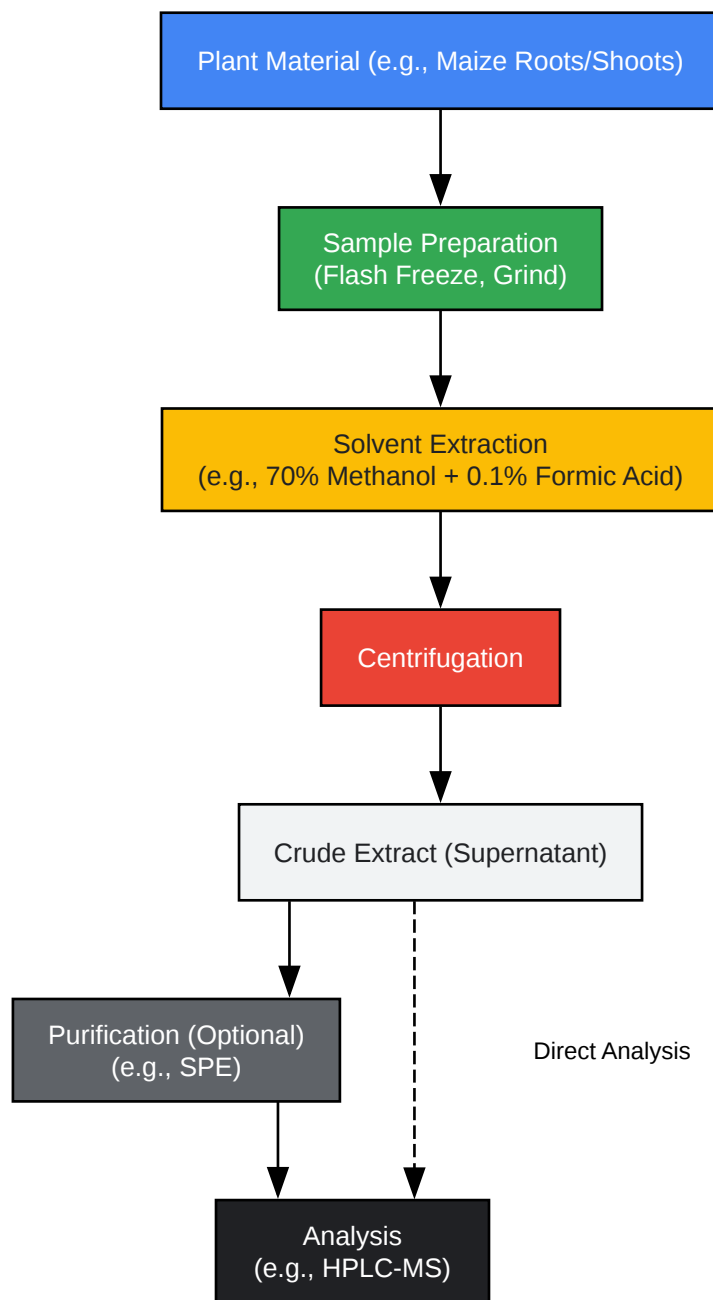 Plant Material (e.g., Maize Roots/Shoots)
Sample Preparation
(Flash Freeze, Grind)
Solvent Extraction
(e.g., 70% Methanol + 0.1% Formic Acid)
Centrifugation
Crude Extract (Supernatant)
Purification (Optional)
(e.g., SPE)
Direct Analysis
Analysis
(e.g., HPLC-MS)